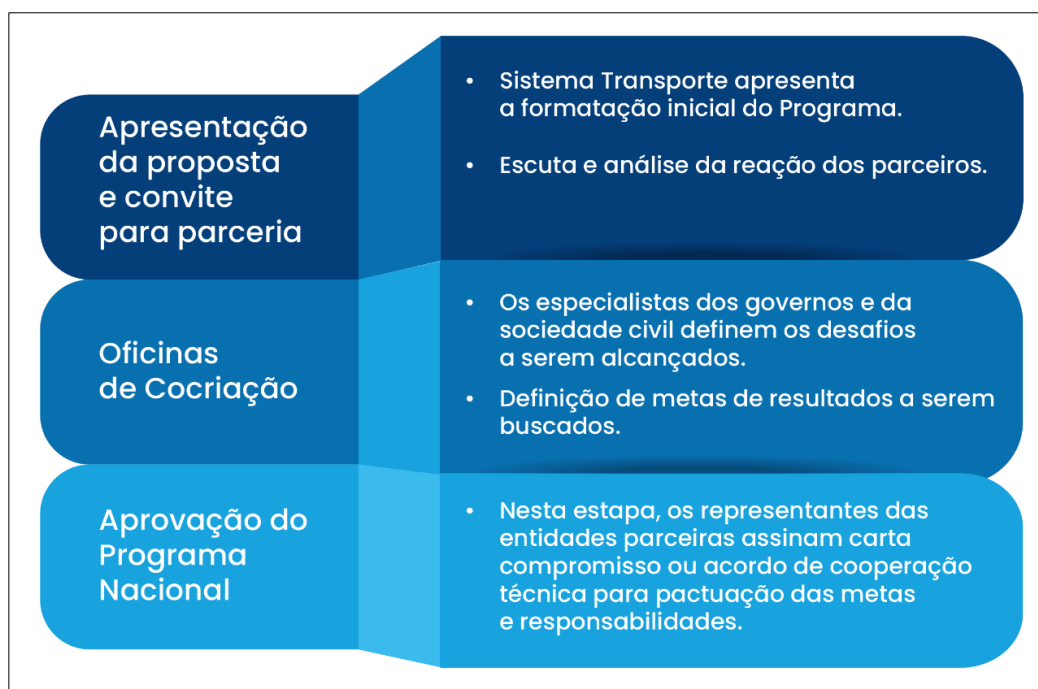 Apresentação
da proposta
e convite
para parceria
• Sistema Transporte apresenta
a formatação inicial do Programa.
• Escuta e análise da reação dos parceiros.
Oficinas
de Cocriação
• Os especialistas dos governos e da
sociedade civil definem os desafios
a serem alcançados.
• Definição de metas de resultados a serem
buscados.
Aprovação do
Programa
Nacional
• Nesta estapa, os representantes das
entidades parceiras assinam carta
compromisso ou acordo de cooperação
técnica para pactuação das metas
e responsabilidades.